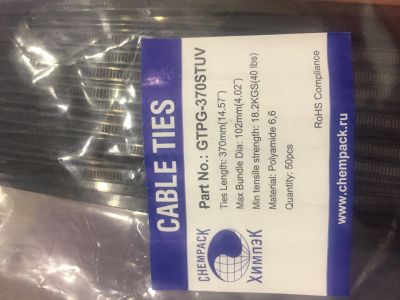 CABLE TIES
Part No.: GTPG-370STUV
Ties Length: 370mm(14.57")
Max Bundle Dia: 102mm(4.02")
Min tensile strength: 18.2KGS(40 lbs)
Material: Polyamide 6,6
Quantity: 50pcs
RoHS Compliance
CHEMPACK
ХИМПЭК
www.chempack.ru